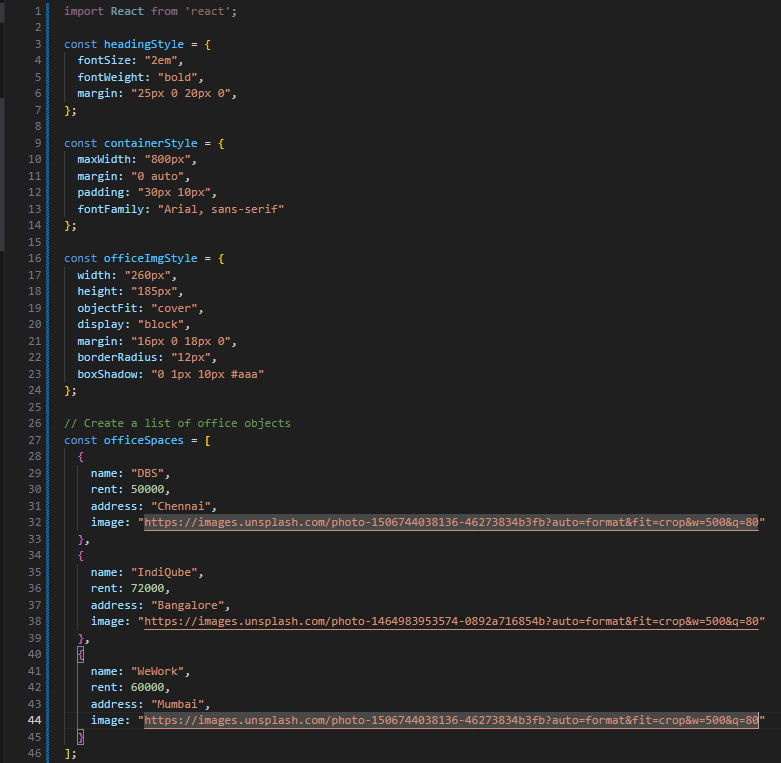 1 import React from 'react';
2
3 const headingStyle = {
4   fontSize: "2em",
5   fontWeight: "bold",
6   margin: "25px 0 20px 0",
7 };
8
9 const containerStyle = {
10   maxWidth: "800px",
11   margin: "0 auto",
12   padding: "30px 10px",
13   fontFamily: "Arial, sans-serif"
14 };
15
16 const officeImgStyle = {
17   width: "260px",
18   height: "185px",
19   objectFit: "cover",
20   display: "block",
21   margin: "16px 0 18px 0",
22   borderRadius: "12px",
23   boxShadow: "0 1px 10px #aaa"
24 };
25
26 // Create a list of office objects
27 const officeSpaces = [
28   {
29     name: "DBS",
30     rent: 50000,
31     address: "Chennai",
32     image: "https://images.unsplash.com/photo-1506744038136-46273834b3fb?auto=format&fit=crop&w=500&q=80"
33   },
34   {
35     name: "IndiQube",
36     rent: 72000,
37     address: "Bangalore",
38     image: "https://images.unsplash.com/photo-1464983953574-0892a716854b?auto=format&fit=crop&w=500&q=80"
39   },
40   {
41     name: "WeWork",
42     rent: 60000,
43     address: "Mumbai",
44     image: "https://images.unsplash.com/photo-1506744038136-46273834b3fb?auto=format&fit=crop&w=500&q=80"
45   }
46 ];